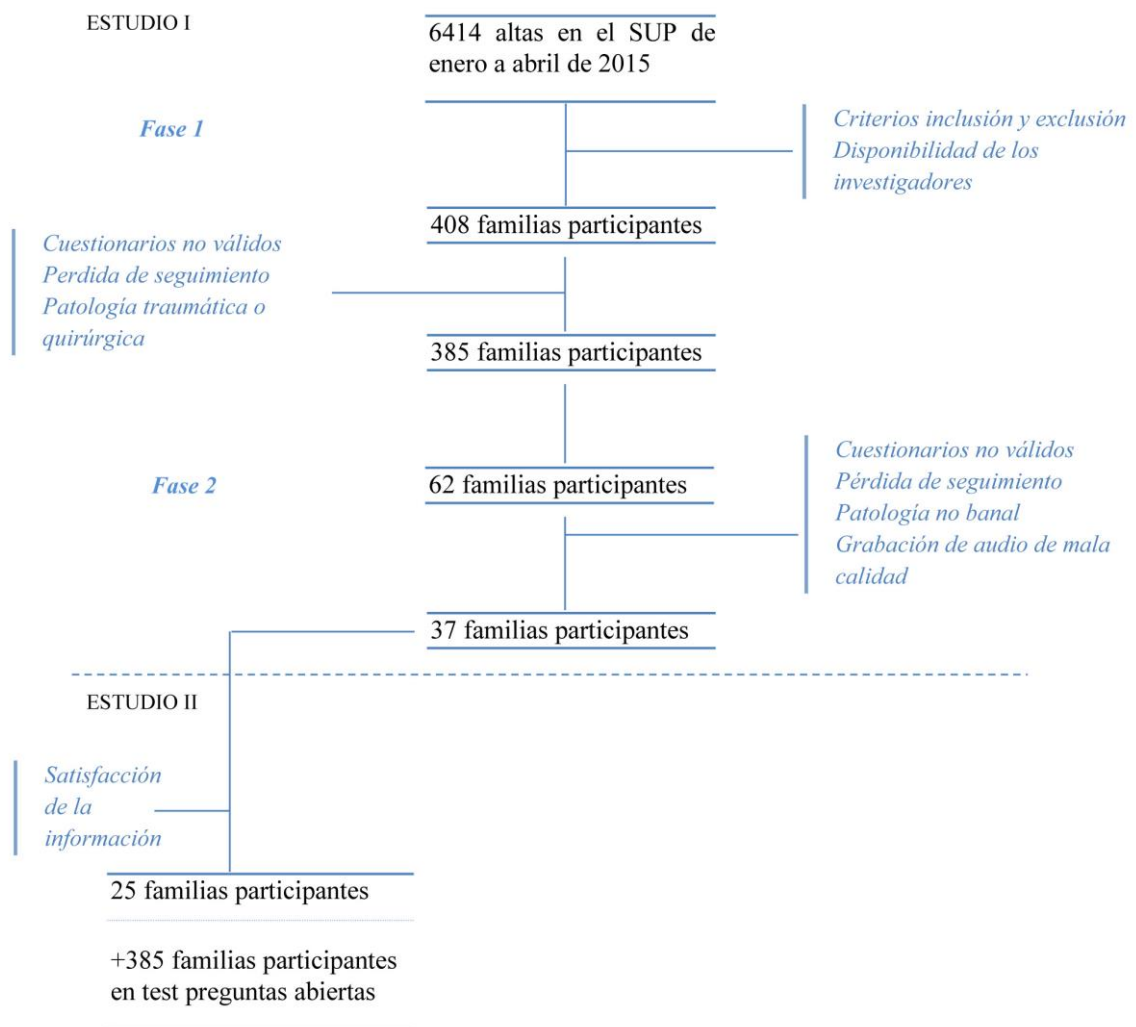 ESTUDIO I
6414 altas en el SUP de
enero a abril de 2015
Fase 1
Criterios inclusión y exclusión
Disponibilidad de los
investigadores
408 familias participantes
Cuestionarios no válidos
Perdida de seguimiento
Patología traumática o
quirúrgica
385 familias participantes
Fase 2
62 familias participantes
Cuestionarios no válidos
Pérdida de seguimiento
Patología no banal
Grabación de audio de mala
calidad
37 familias participantes
ESTUDIO II
Satisfacción
de la
información
25 familias participantes
+385 familias participantes
en test preguntas abiertas